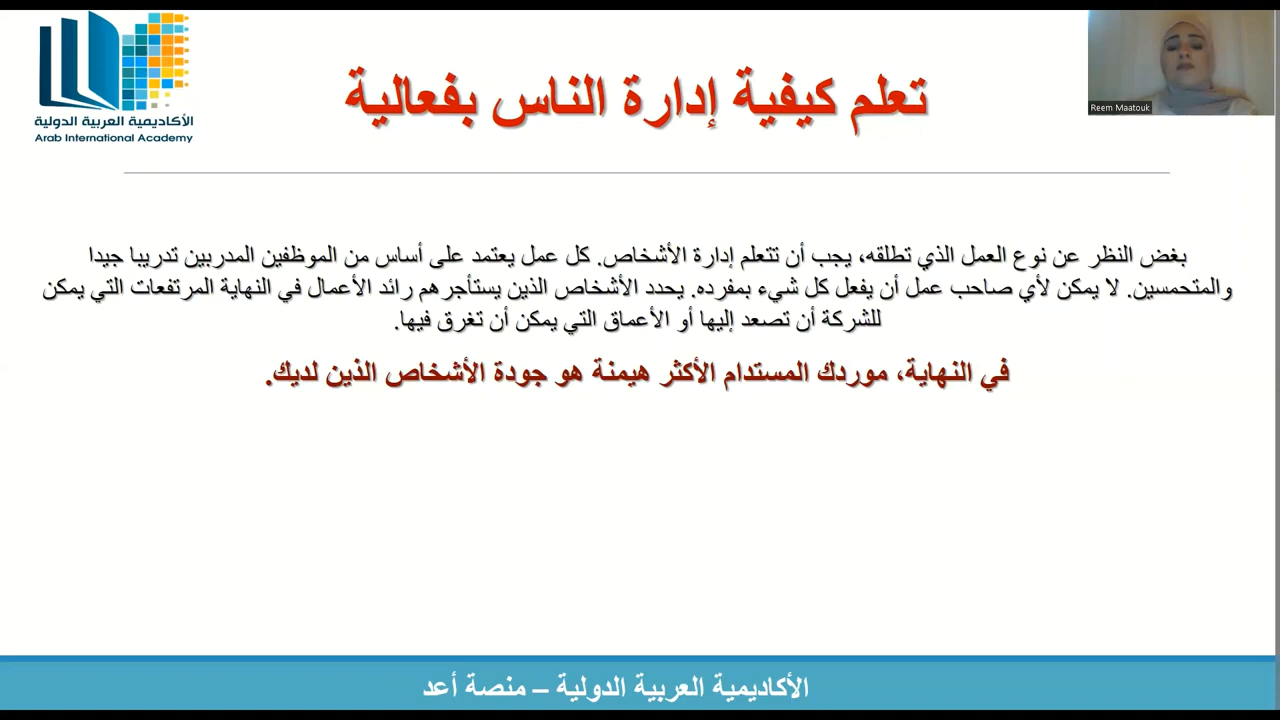 الأكاديمية العربية الدولية
Arab International Academy
تعلم كيفية إدارة الناس بفعالية
Reem Maatouk
بغض النظر عن نوع العمل الذي تطلقه، يجب أن تتعلم إدارة الأشخاص. كل عمل يعتمد على أساس من الموظفين المدربين تدريبا جيدا
والمتحمسين. لا يمكن لأي صاحب عمل أن يفعل كل شيء بمفرده. يحدد الأشخاص الذين يستأجرهم رائد الأعمال في النهاية المرتفعات التي يمكن
للشركة أن تصعد إليها أو الأعماق التي يمكن أن تغرق فيها.
في النهاية، موردك المستدام الأكثر هيمنة هو جودة الأشخاص الذين لديك.
الأكاديمية العربية الدولية – منصة أعد